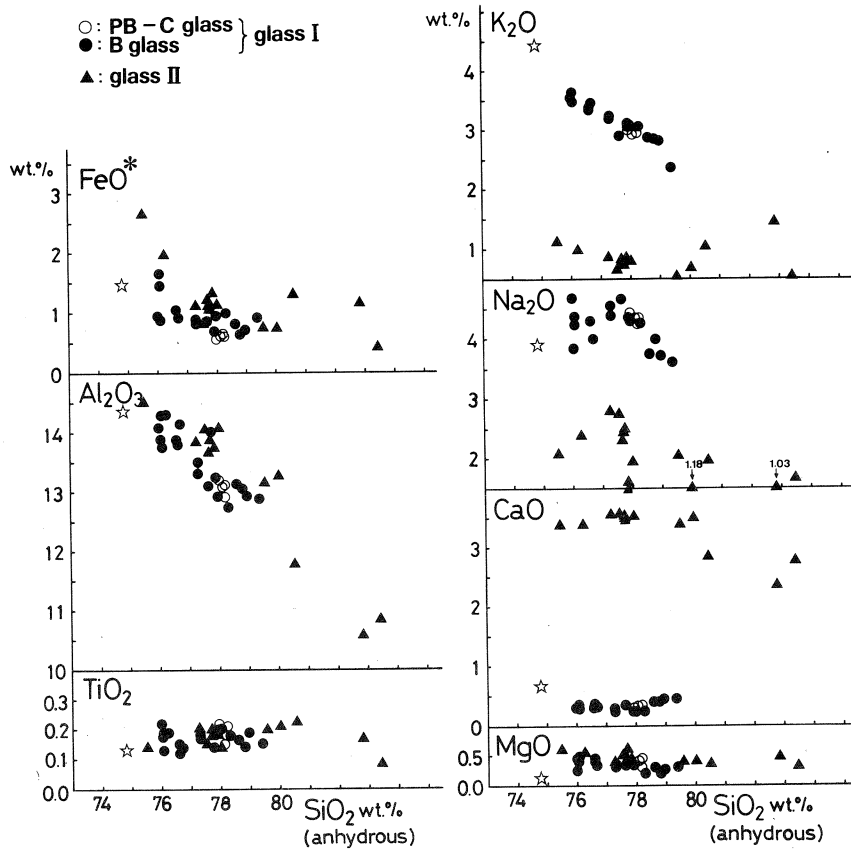 ○ : PB – C glass
● : B glass
} glass I
▲ : glass II
wt.%
FeO*
3
2
1
0
Al₂O₃
14
13
12
11
10
TiO₂
0.3
0.2
0.1
0.0
74 76 78 80 SiO₂ wt.%
(anhydrous)
K₂O
wt.%
4
3
2
1
Na₂O
4
3
2
1.18
1.03
CaO
3
2
1
0
MgO
0.5
0.0
74 76 78 80 SiO₂ wt.%
(anhydrous)